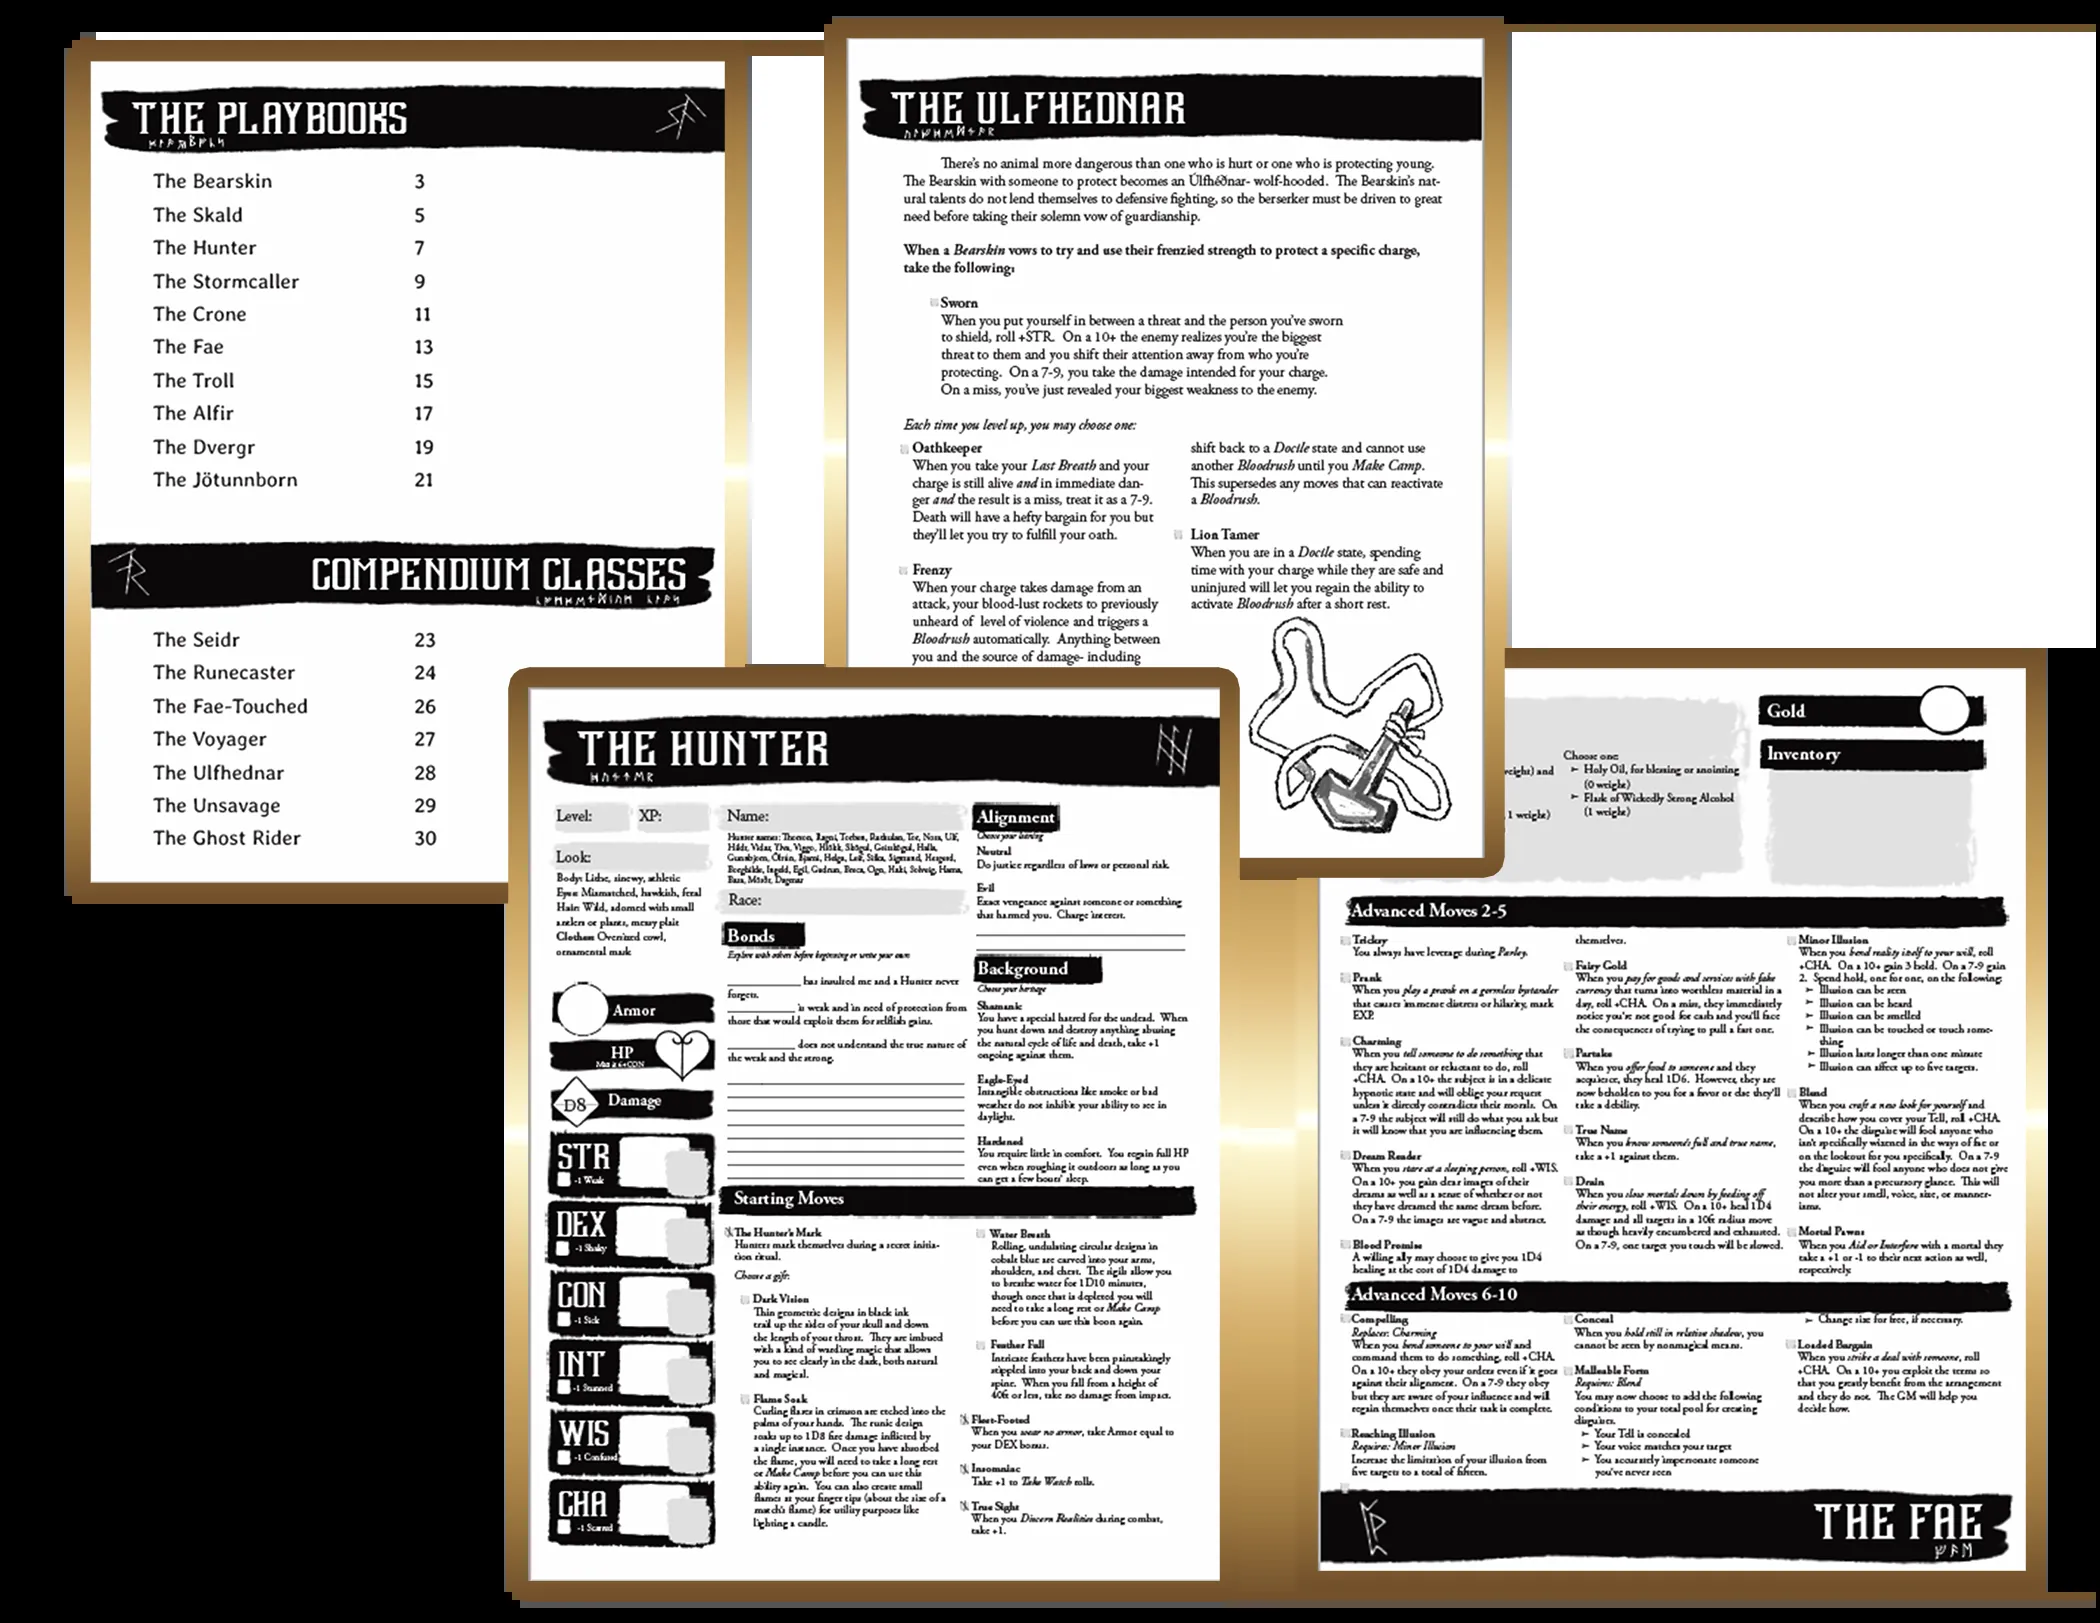 THE PLAYBOOKS
The Bearskin 3
The Skald 5
The Hunter 7
The Stormcaller 9
The Crone 11
The Fae 13
The Troll 15
The Alfir 17
The Dvergr 19
The Jötunnborn 21
COMPENDIUM CLASSES
The Seidr 23
The Runecaster 24
The Fae-Touched 26
The Voyager 27
The Ulfhednar 28
The Unsavage 29
The Ghost Rider 30
THE ULFHEDNAR
There's no animal more dangerous than one who is hurt or one who is protecting young.
The Bearskin with someone to protect becomes an Úlfhéðnar- wolf-hooded. The Bearskin's nat-
ural talents do not lend themselves to defensive fighting, so the berserker must be driven to great
need before taking their solemn vow of guardianship.
When a Bearskin vows to try and use their frenzied strength to protect a specific charge,
take the following:
Sworn
When you put yourself in between a threat and the person you've sworn
to shield, roll +STR. On a 10+ the enemy realizes you're the biggest
threat to them and you shift their attention away from who you're
protecting. On a 7-9, you take the damage intended for your charge.
On a miss, you've just revealed your biggest weakness to the enemy.
Each time you level up, you may choose one:
Oathkeeper
When you take your Last Breath and your
charge is still alive and in immediate dan-
ger and the result is a miss, treat it as a 7-9.
Death will have a hefty bargain for you but
they'll let you try to fulfill your oath.
Frenzy
When your charge takes damage from an
attack, your blood-lust rockets to previously
unheard of level of violence and triggers a
Bloodrush automatically. Anything between
you and the source of damage- including
shift back to a Docile state and cannot use
another Bloodrush until you Make Camp.
This supersedes any moves that can reactivate
a Bloodrush.
Lion Tamer
When you are in a Docile state, spending
time with your charge while they are safe and
uninjured will let you regain the ability to
activate Bloodrush after a short rest.
THE HUNTER
Level: XP:
Look:
Body: Lithe, sinewy, athletic
Eyes: Mismatched, hawkish, feral
Hair: Wild, adorned with small
antlers or plants, messy plait
Clothes: Oversized cowl,
ornamental mask
Armor
HP
Max is 6+CON
D8 Damage
STR
-1 Weak
DEX
-1 Shaky
CON
-1 Sick
INT
-1 Stunned
WIS
-1 Confused
CHA
-1 Scarred
Name:
Race:
Bonds
Explore with others before beginning or write your own
has insulted me and a Hunter never
forgets.
is weak and in need of protection from
those that would exploit them for selfish gains.
does not understand the true nature of
the weak and the strong.
Alignment
Choose your leaning
Neutral
Do justice regardless of laws or personal risk.
Evil
Exact vengeance against someone or something
that harmed you. Charge interest.
Background
Choose your heritage
Shamanic
You have a special hatred for the undead. When
you hunt down and destroy anything abusing
the natural cycle of life and death, take +1
ongoing against them.
Eagle-Eyed
Intangible obstructions like smoke or bad
weather do not inhibit your ability to see in
daylight.
Hardened
You require little in comfort. You regain full HP
even when roughing it outdoors as long as you
can get a few hours' sleep.
Starting Moves
The Hunter's Mark
Hunters mark themselves during a secret initia-
tion ritual.
Choose a gift:
Dark Vision
Thin geometric designs in black ink
trail up the sides of your skull and down
the length of your throat. They are imbued
with a kind of warding magic that allows
you to see clearly in the dark, both natural
and magical.
Flame Soak
Curling flares in crimson are etched into the
palms of your hands. The runic design
soaks up to 1D8 fire damage inflicted by
a single instance. Once you have absorbed
the flame, you will need to take a long rest
or Make Camp before you can use this
ability again. You can also create small
flames at your finger tips (about the size of a
match's flame) for utility purposes like
lighting a candle.
Water Breath
Rolling, undulating circular designs in
cobalt blue are carved into your arms,
shoulders, and chest. The sigils allow you
to breathe water for 1D10 minutes,
though once that is depleted you will
need to take a long rest or Make Camp
before you can use this boon again.
Feather Fall
Intricate feathers have been painstakingly
stippled into your back and down your
spine. When you fall from a height of
40ft or less, take no damage from impact.
Fleet-Footed
When you wear no armor, take Armor equal to
your DEX bonus.
Insomniac
Take +1 to Take Watch rolls.
True Sight
When you Discern Realities during combat,
take +1.
Gold
Inventory
weight) and
1 weight)
Choose one:
Holy Oil, for blessing or anointing
(0 weight)
Flask of Wickedly Strong Alcohol
(1 weight)
Advanced Moves 2-5
Tricksy
You always have leverage during Parley.
Prank
When you play a prank on a gormless bystander
that causes immense distress or hilarity, mark
EXP.
Charming
When you tell someone to do something that
they are hesitant or reluctant to do, roll
+CHA. On a 10+ the subject is in a delicate
hypnotic state and will oblige your request
unless it directly contradicts their morals. On
a 7-9 the subject will still do what you ask but
it will know that you are influencing them.
Dream Reader
When you stare at a sleeping person, roll +WIS.
On a 10+ you gain clear images of their
dreams as well as a sense of whether or not
they have dreamed the same dream before.
On a 7-9 the images are vague and abstract.
Blood Promise
A willing ally may choose to give you 1D4
healing at the cost of 1D4 damage to
themselves.
Fairy Gold
When you pay for goods and services with fake
currency that turns into worthless material in a
day, roll +CHA. On a miss, they immediately
notice you're not good for cash and you'll face
the consequences of trying to pull a fast one.
Partake
When you offer food to someone and they
acquiesce, they heal 1D6. However, they are
now beholden to you for a favor or else they'll
take a debility.
True Name
When you know someone's full and true name,
take a +1 against them.
Drain
When you slow mortals down by feeding off
their energy, roll +WIS. On a 10+ heal 1D4
damage and all targets in a 10ft radius move
as though heavily encumbered and exhausted.
On a 7-9, one target you touch will be slowed.
Minor Illusion
When you bend reality itself to your will, roll
+CHA. On a 10+ gain 3 hold. On a 7-9 gain
2. Spend hold, one for one, on the following:
Illusion can be seen
Illusion can be heard
Illusion can be smelled
Illusion can be touched or touch some-
thing
Illusion lasts longer than one minute
Illusion can affect up to five targets.
Blend
When you craft a new look for yourself and
describe how you cover your Tell, roll +CHA.
On a 10+ the disguise will fool anyone who
isn't specifically wizened in the ways of fae or
on the lookout for you specifically. On a 7-9
the disguise will fool anyone who does not give
you more than a precursory glance. This will
not alter your smell, voice, size, or manner-
isms.
Mortal Pawns
When you Aid or Interfere with a mortal they
take a +1 or -1 to their next action as well,
respectively.
Advanced Moves 6-10
Compelling
Replaces: Charming
When you bend someone to your will and
command them to do something, roll +CHA.
On a 10+ they obey your orders even if it goes
against their alignment. On a 7-9 they obey
but they are aware of your influence and will
regain themselves once their task is complete.
Reaching Illusion
Requires: Minor Illusion
Increase the limitation of your illusion from
five targets to a total of fifteen.
Conceal
When you hold still in relative shadow, you
cannot be seen by nonmagical means.
Malleable Form
Requires: Blend
You may now choose to add the following
conditions to your total pool for creating
disguises.
Your Tell is concealed
Your voice matches your target
You accurately impersonate someone
you've never seen
Change size for free, if necessary.
Loaded Bargain
When you strike a deal with someone, roll
+CHA. On a 10+ you exploit the terms so
that you greatly benefit from the arrangement
and they do not. The GM will help you
decide how.
THE FAE